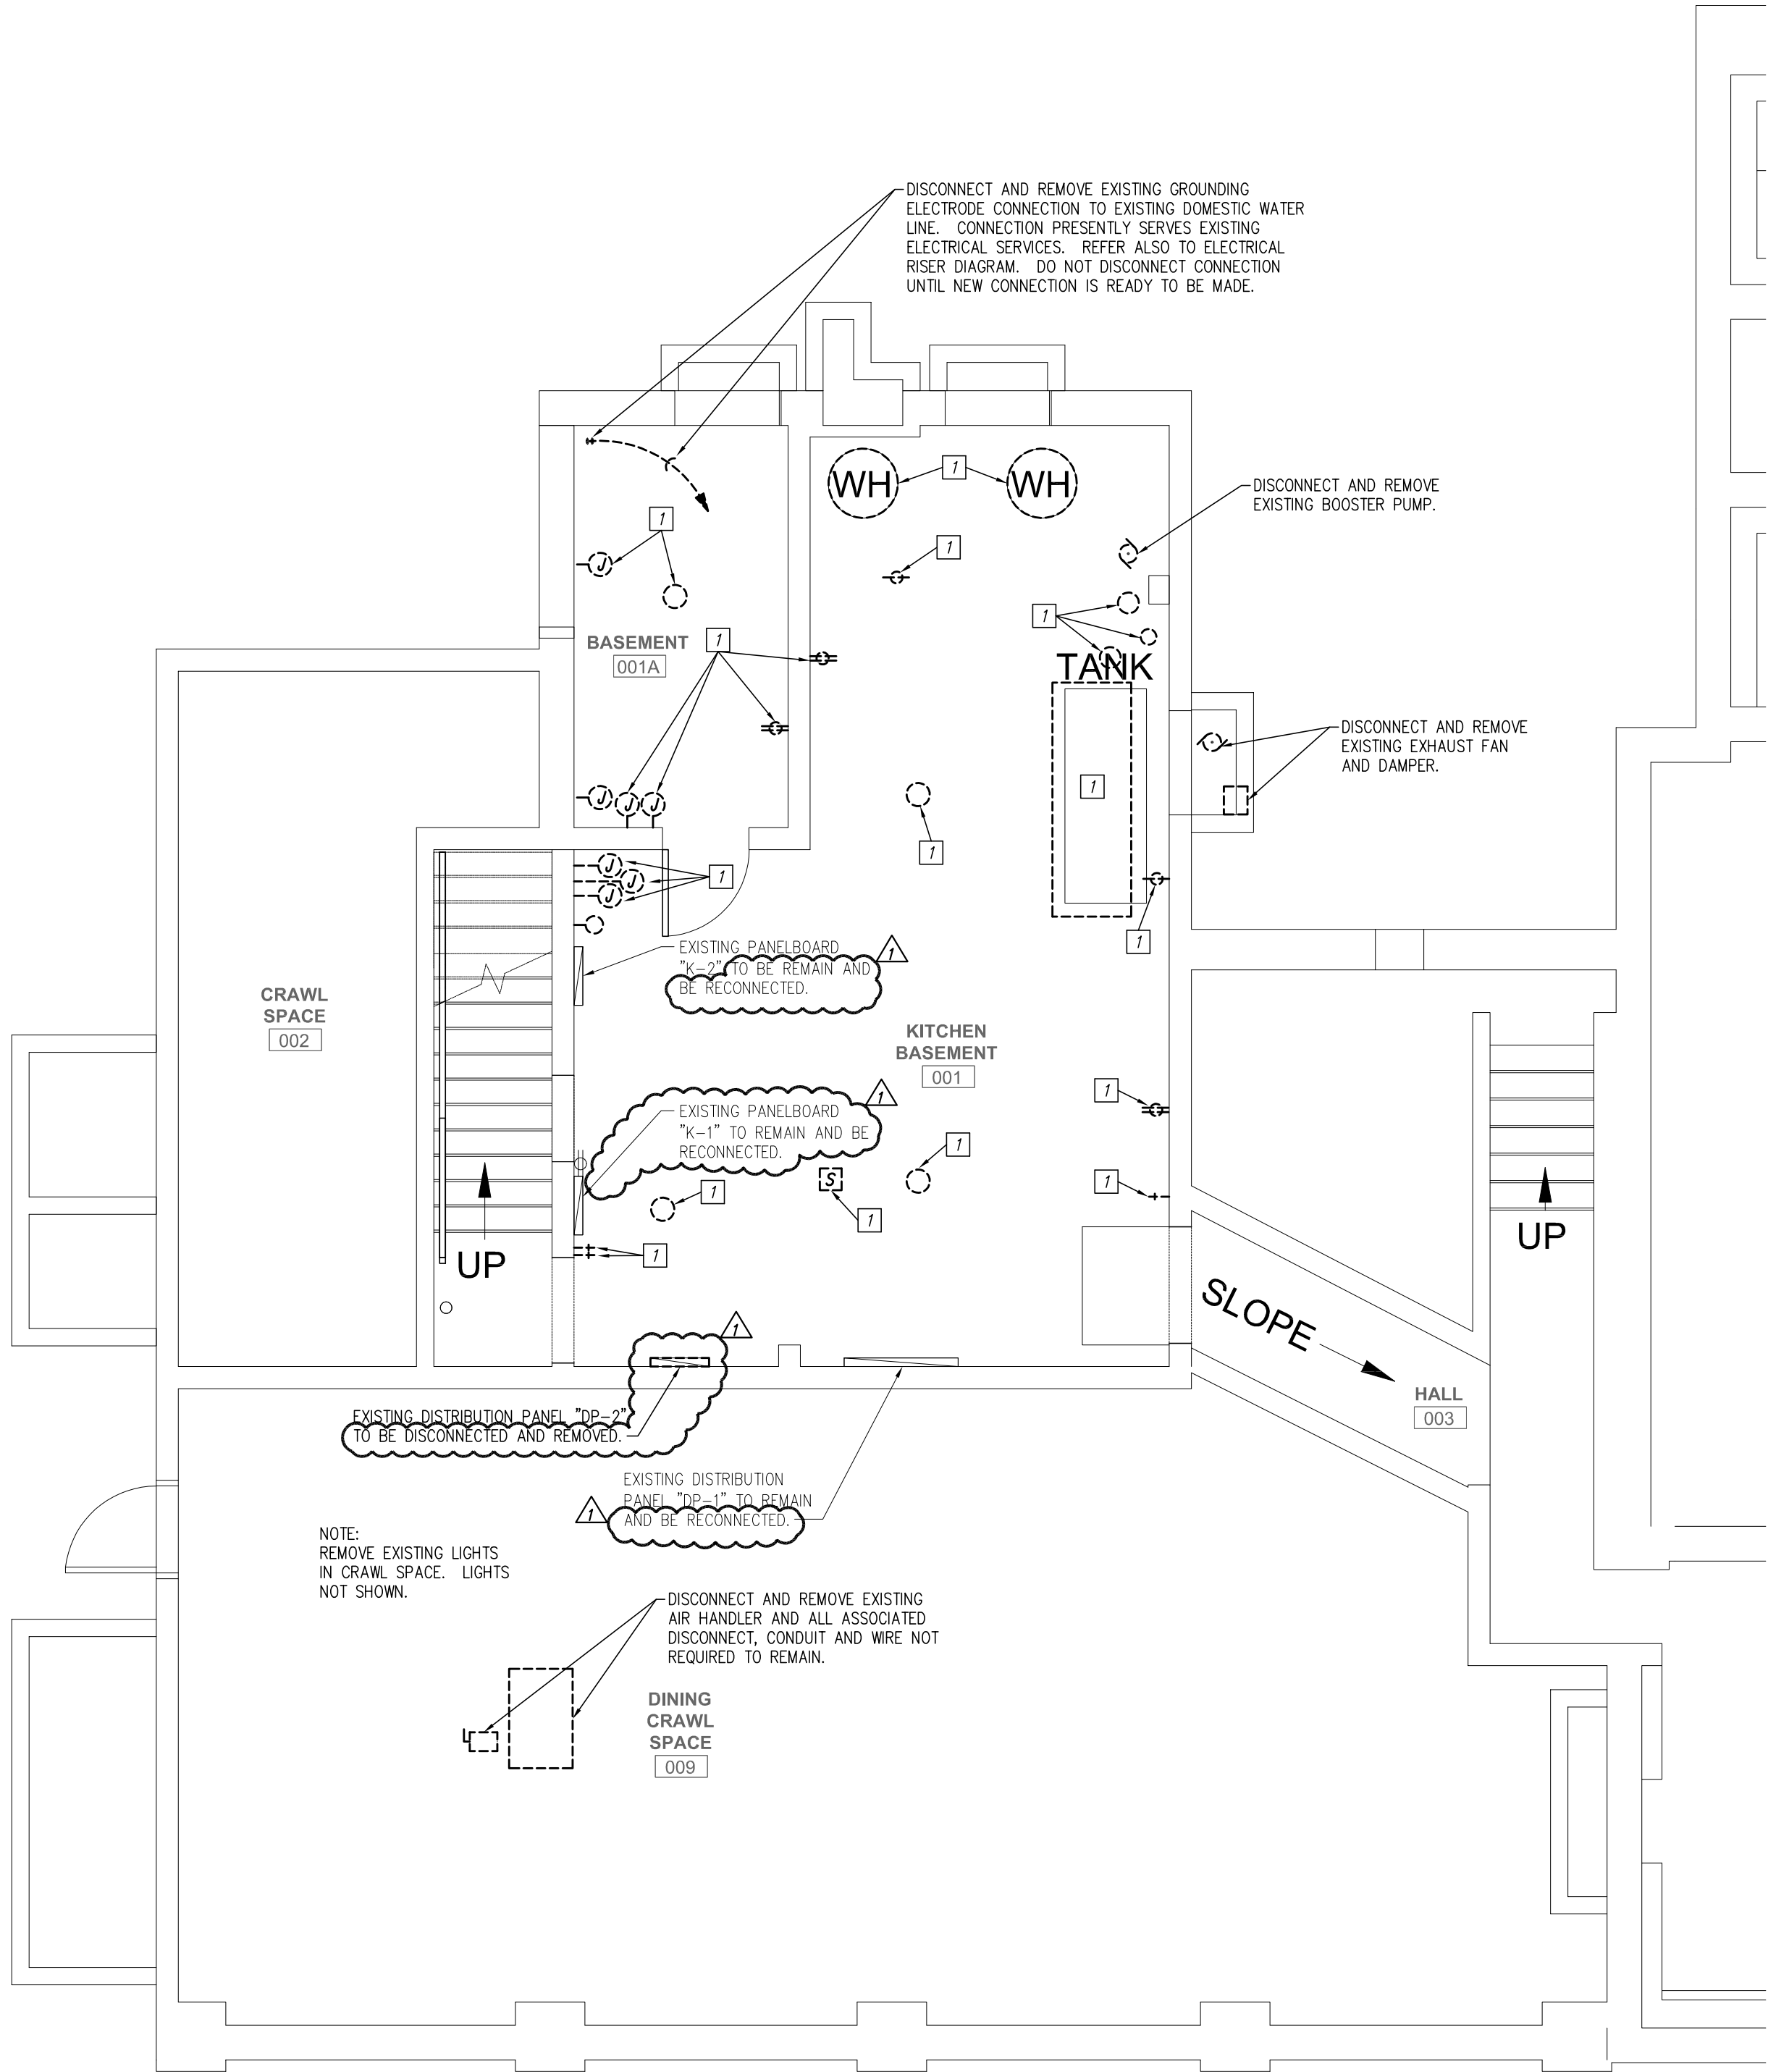 DISCONNECT AND REMOVE EXISTING GROUNDING
ELECTRODE CONNECTION TO EXISTING DOMESTIC WATER
LINE. CONNECTION PRESENTLY SERVES EXISTING
ELECTRICAL SERVICES. REFER ALSO TO ELECTRICAL
RISER DIAGRAM. DO NOT DISCONNECT CONNECTION
UNTIL NEW CONNECTION IS READY TO BE MADE.
WH
1
WH
DISCONNECT AND REMOVE
EXISTING BOOSTER PUMP.
1
1
J
1
BASEMENT
001A
1
TANK
DISCONNECT AND REMOVE
EXISTING EXHAUST FAN
AND DAMPER.
1
J
J
J
1
J
J
J
1
1
EXISTING PANELBOARD
"K-2" TO BE REMAIN AND
BE RECONNECTED.
1
CRAWL
SPACE
002
KITCHEN
BASEMENT
001
EXISTING PANELBOARD
"K-1" TO REMAIN AND BE
RECONNECTED.
1
1
1
S
1
1
1
1
UP
UP
SLOPE
1
HALL
003
EXISTING DISTRIBUTION PANEL "DP-2"
TO BE DISCONNECTED AND REMOVED.
EXISTING DISTRIBUTION
PANEL "DP-1" TO REMAIN
AND BE RECONNECTED.
1
NOTE:
REMOVE EXISTING LIGHTS
IN CRAWL SPACE. LIGHTS
NOT SHOWN.
DISCONNECT AND REMOVE EXISTING
AIR HANDLER AND ALL ASSOCIATED
DISCONNECT, CONDUIT AND WIRE NOT
REQUIRED TO REMAIN.
DINING
CRAWL
SPACE
009